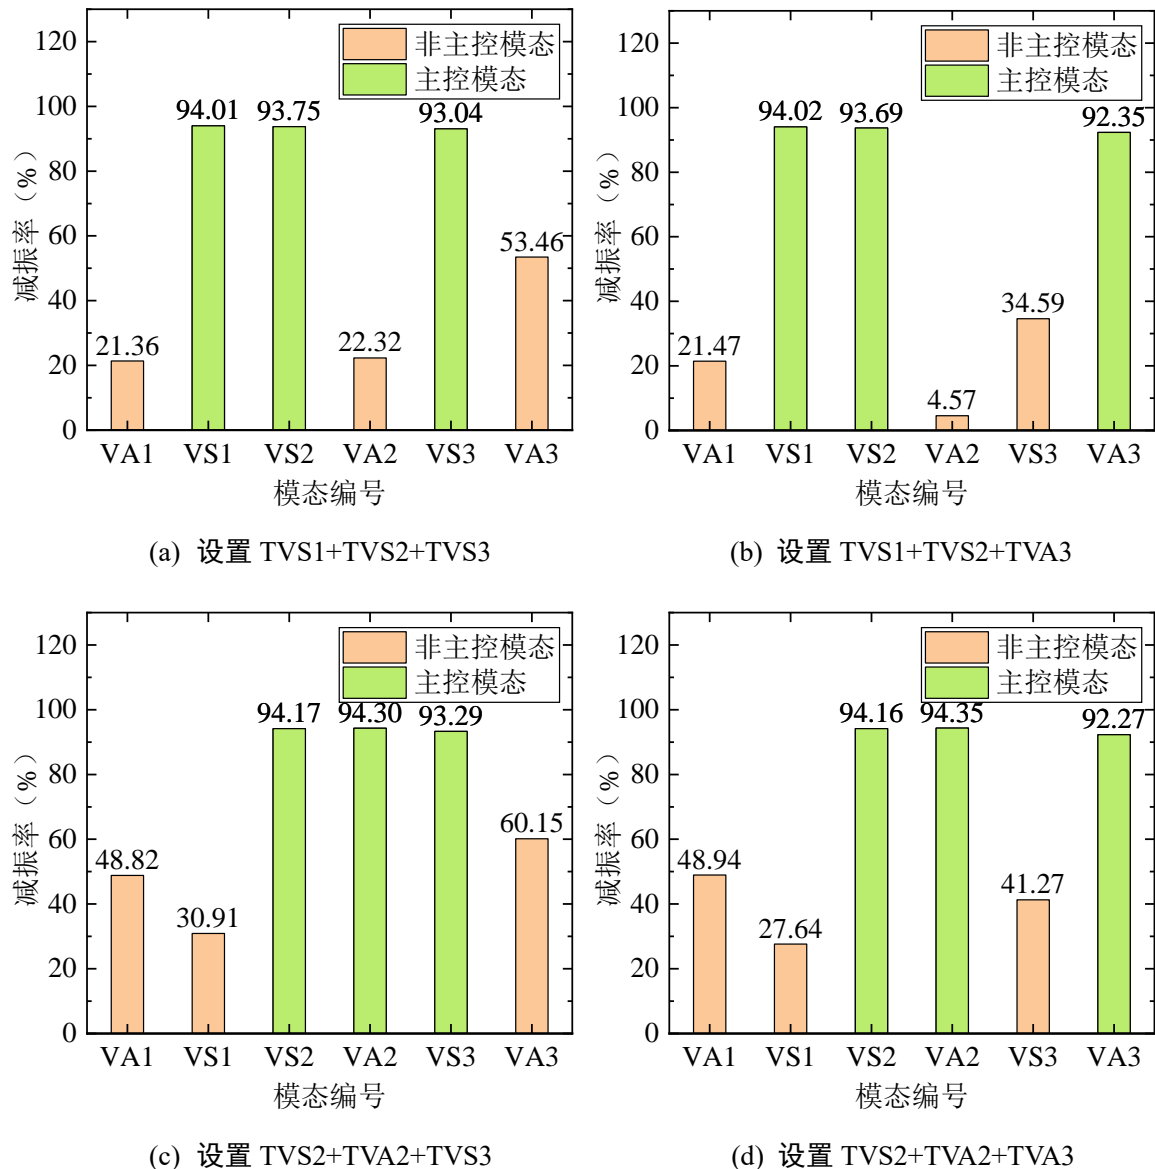 120
100
80
60
40
20
0
减振率（%）
非主控模态
主控模态
21.36
94.01
93.75
22.32
93.04
53.46
VA1 VS1 VS2 VA2 VS3 VA3
模态编号
(a) 设置 TVS1+TVS2+TVS3
120
100
80
60
40
20
0
减振率（%）
非主控模态
主控模态
21.47
94.02
93.69
4.57
34.59
92.35
VA1 VS1 VS2 VA2 VS3 VA3
模态编号
(b) 设置 TVS1+TVS2+TVA3
120
100
80
60
40
20
0
减振率（%）
非主控模态
主控模态
48.82
30.91
94.17
94.30
93.29
60.15
VA1 VS1 VS2 VA2 VS3 VA3
模态编号
(c) 设置 TVS2+TVA2+TVS3
120
100
80
60
40
20
0
减振率（%）
非主控模态
主控模态
48.94
27.64
94.16
94.35
41.27
92.27
VA1 VS1 VS2 VA2 VS3 VA3
模态编号
(d) 设置 TVS2+TVA2+TVA3